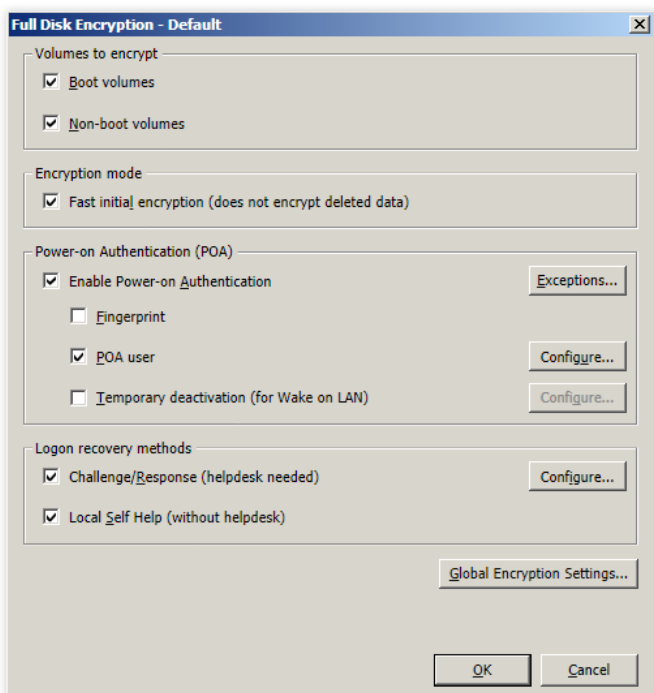 Full Disk Encryption - Default
Volumes to encrypt
Boot volumes
Non-boot volumes
Encryption mode
Fast initial encryption (does not encrypt deleted data)
Power-on Authentication (POA)
Enable Power-on Authentication
Exceptions...
Fingerprint
POA user
Configure...
Temporary deactivation (for Wake on LAN)
Configure...
Logon recovery methods
Challenge/Response (helpdesk needed)
Configure...
Local Self Help (without helpdesk)
Global Encryption Settings...
OK
Cancel